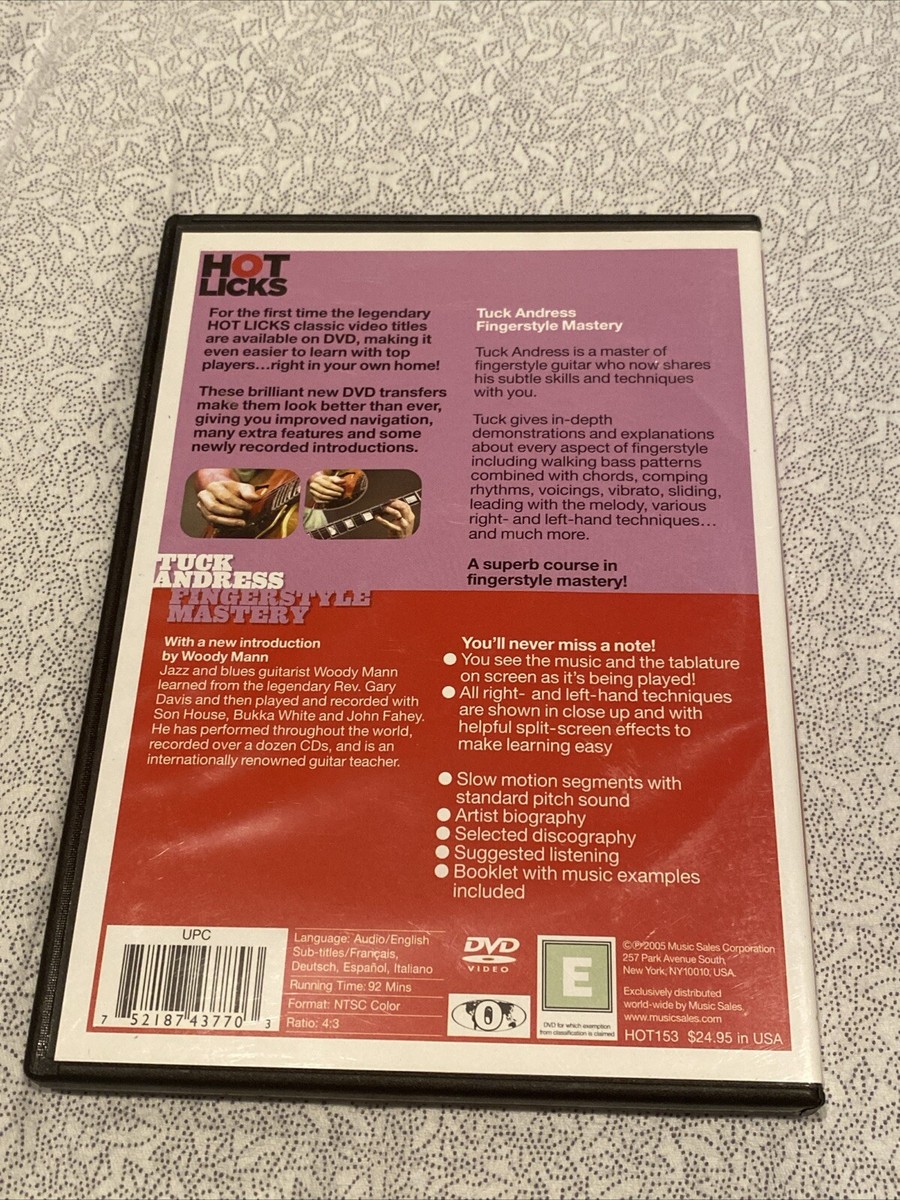 HOT
LICKS
For the first time the legendary
HOT LICKS classic video titles
are available on DVD, making it
even easier to learn with top
players...right in your own home!
These brilliant new DVD transfers
make them look better than ever,
giving you improved navigation,
many extra features and some
newly recorded introductions.
TUCK
ANDRESS
FINGERSTYLE
MASTERY
With a new introduction
by Woody Mann
Jazz and blues guitarist Woody Mann
learned from the legendary Rev. Gary
Davis and then played and recorded with
Son House, Bukka White and John Fahey.
He has performed throughout the world,
recorded over a dozen CDs, and is an
internationally renowned guitar teacher.
Tuck Andress
Fingerstyle Mastery
Tuck Andress is a master of
fingerstyle guitar who now shares
his subtle skills and techniques
with you.
Tuck gives in-depth
demonstrations and explanations
about every aspect of fingerstyle
including walking bass patterns
combined with chords, comping
rhythms, voicings, vibrato, sliding,
leading with the melody, various
right- and left-hand techniques...
and much more.
A superb course in
fingerstyle mastery!
You'll never miss a note!
● You see the music and the tablature
on screen as it's being played!
● All right- and left-hand techniques
are shown in close up and with
helpful split-screen effects to
make learning easy
● Slow motion segments with
standard pitch sound
● Artist biography
● Selected discography
● Suggested listening
● Booklet with music examples
included
UPC
7 52187 43770 3
Language: Audio/English
Sub-titles/Français,
Deutsch, Español, Italiano
Running Time: 92 Mins
Format: NTSC Color
Ratio: 4:3
DVD
VIDEO
0
E
DVD for which exemption
from classification is claimed
©℗2005 Music Sales Corporation
257 Park Avenue South,
New York, NY10010, USA.
Exclusively distributed
world-wide by Music Sales.
www.musicsales.com
HOT153 $24.95 in USA